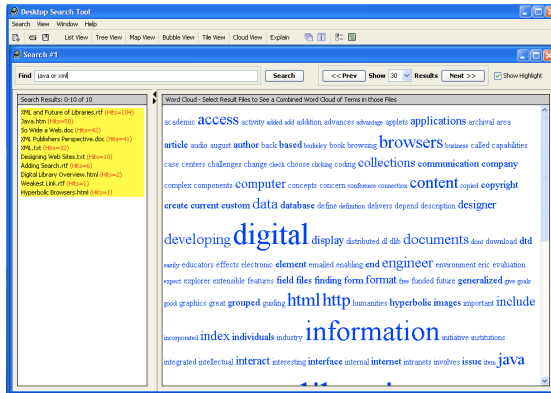 Desktop Search Tool
Search View Window Help
List View Tree View Map View Bubble View Tile View Cloud View Explain
Search #1
Find java or xml Search << Prev Show 30 Results Next >> Show Highlight
Search Results: 0-10 of 10
XML and Future of Libraries.rtf (Hits=104)
Java.htm (Hits=50)
So Wide a Web.doc (Hits=42)
XML Publishers Perspective.doc (Hits=41)
XML.txt (Hits=32)
Designing Web Sites.txt (Hits=10)
Adding Search.rtf (Hits=6)
Digital Library Overview.html (Hits=2)
Weakest Link.rtf (Hits=1)
Hyperbolic Browsers.html (Hits=1)
Word Cloud - Select Result Files to See a Combined Word Cloud of Terms in those Files
academic access activity added addition advances advantage applets applications archival area
article audio august author back based berkeley book browsing browsers business called capabilities
case centers challenges change check choose clicking coding collections communication company
complex components computer concepts concern conference connection content copied copyright
create current custom data database define definition delivers depend description designer
developing digital display distributed dl dlib documents dont download dtd
easily educators effects electronic element emailed enabling end engineer environment eric evaluation
expect explorer extensible features field files finding form format free funded future generalized give goals
good graphics great grouped guiding html http humanities hyperbolic images important include
incorporated index individuals industry information initiative institutions
integrated intellectual interact interesting interface internal internet intranets involves issue item java